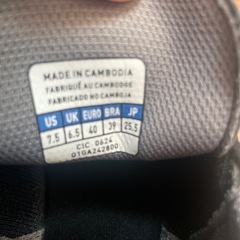 MADE IN CAMBODIA
FABRIQUÉ AU CAMBODGE
FABRICADO NO CAMBOJA
US UK EURO BRA JP
7.5 6.5 40 39 25.5
CIC 0624
01GA242800